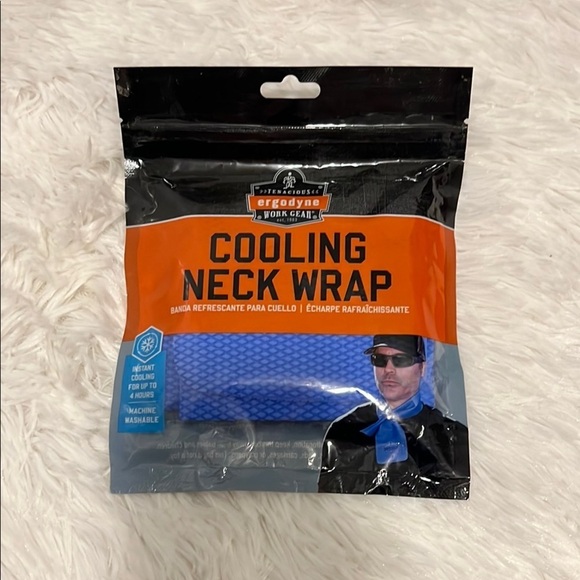 TENACIOUS
ergodyne
WORK GEAR
est. 1983
COOLING
NECK WRAP
BANDA REFRESCANTE PARA CUELLO | ÉCHARPE RAFRAÎCHISSANTE
INSTANT
COOLING
FOR UP TO
4 HOURS
MACHINE
WASHABLE